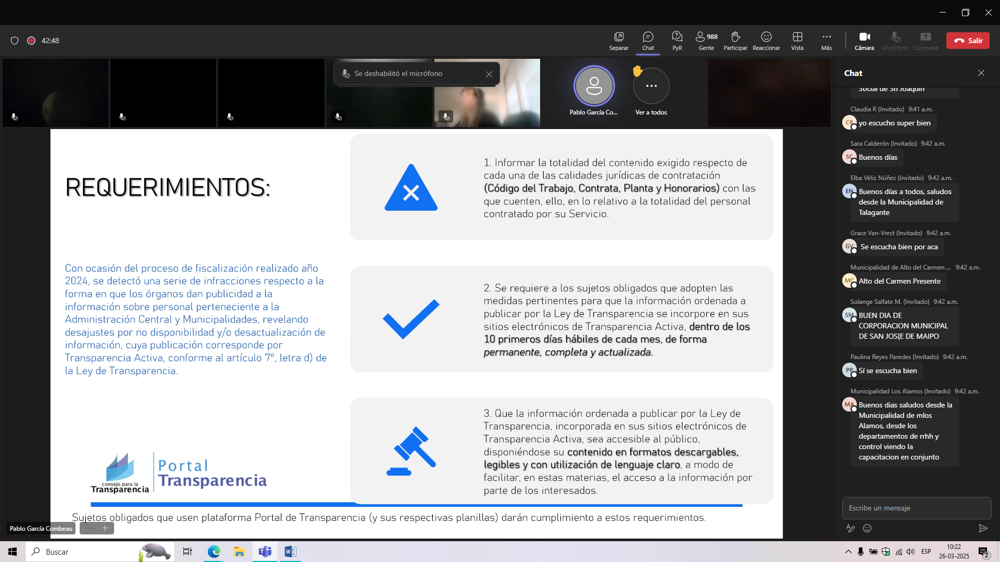 42:48
Separar
Chat
PyR
988
Gente
Participar
Reaccionar
Vista
Más
Cámara
Micrófono
Comparte
Salir
Se deshabilitó el micrófono
Pablo García Co...
Ver a todos
REQUERIMIENTOS:
Con ocasión del proceso de fiscalización realizado año
2024, se detectó una serie de infracciones respecto a la
forma en que los órganos dan publicidad a la
información sobre personal perteneciente a la
Administración Central y Municipalidades, revelando
desajustes por no disponibilidad y/o desactualización de
información, cuya publicación corresponde por
Transparencia Activa, conforme al artículo 7°, letra d) de
la Ley de Transparencia.
1. Informar la totalidad del contenido exigido respecto de
cada una de las calidades jurídicas de contratación
(Código del Trabajo, Contrata, Planta y Honorarios) con las
que cuenten, ello, en lo relativo a la totalidad del personal
contratado por su Servicio.
2. Se requiere a los sujetos obligados que adopten las
medidas pertinentes para que la información ordenada a
publicar por la Ley de Transparencia se incorpore en sus
sitios electrónicos de Transparencia Activa, dentro de los
10 primeros días hábiles de cada mes, de forma
permanente, completa y actualizada.
3. Que la información ordenada a publicar por la Ley de
Transparencia, incorporada en sus sitios electrónicos de
Transparencia Activa, sea accesible al público,
disponiéndose su contenido en formatos descargables,
legibles y con utilización de lenguaje claro, a modo de
facilitar, en estas materias, el acceso a la información por
parte de los interesados.
consejo para la
Transparencia
Portal
Transparencia
Sujetos obligados que usen plataforma Portal de Transparencia (y sus respectivas planillas) darán cumplimiento a estos requerimientos.
Pablo García Combeau
Chat
Social de Sn Joaquin
Claudia R (Invitado) 9:41 a.m.
CR
yo escucho super bien
Sara Calderón (Invitado) 9:42 a.m.
SC
Buenos días
Elba Véliz Núñez (Invitado) 9:42 a.m.
EN
Buenos días a todos, saludos
desde la Municipalidad de
Talagante
Grace Van-Vrest (Invitado) 9:42 a.m.
GV
Se escucha bien por aca
Municipalidad de Alto del Carmen ... 9:42 a.m.
MC
Alto del Carmen Presente
Solange Salfate M. (Invitado) 9:42 a.m.
SM
BUEN DIA DE
CORPORACION MUNICIPAL
DE SAN JOS{E DE MAIPO
Paulina Reyes Paredes (Invitado) 9:42 a.m.
PP
Sí se escucha bien
Municipalidad Los Alamos (Invitado) 9:42 a.m.
MA
Buenos dias saludos desde la
Municipalidad de mlos
Alamos, desde los
departamentos de rrhh y
control viendo la
capacitacion en conjunto
Escribe un mensaje
Buscar
ESP
10:22
26-03-2025
2